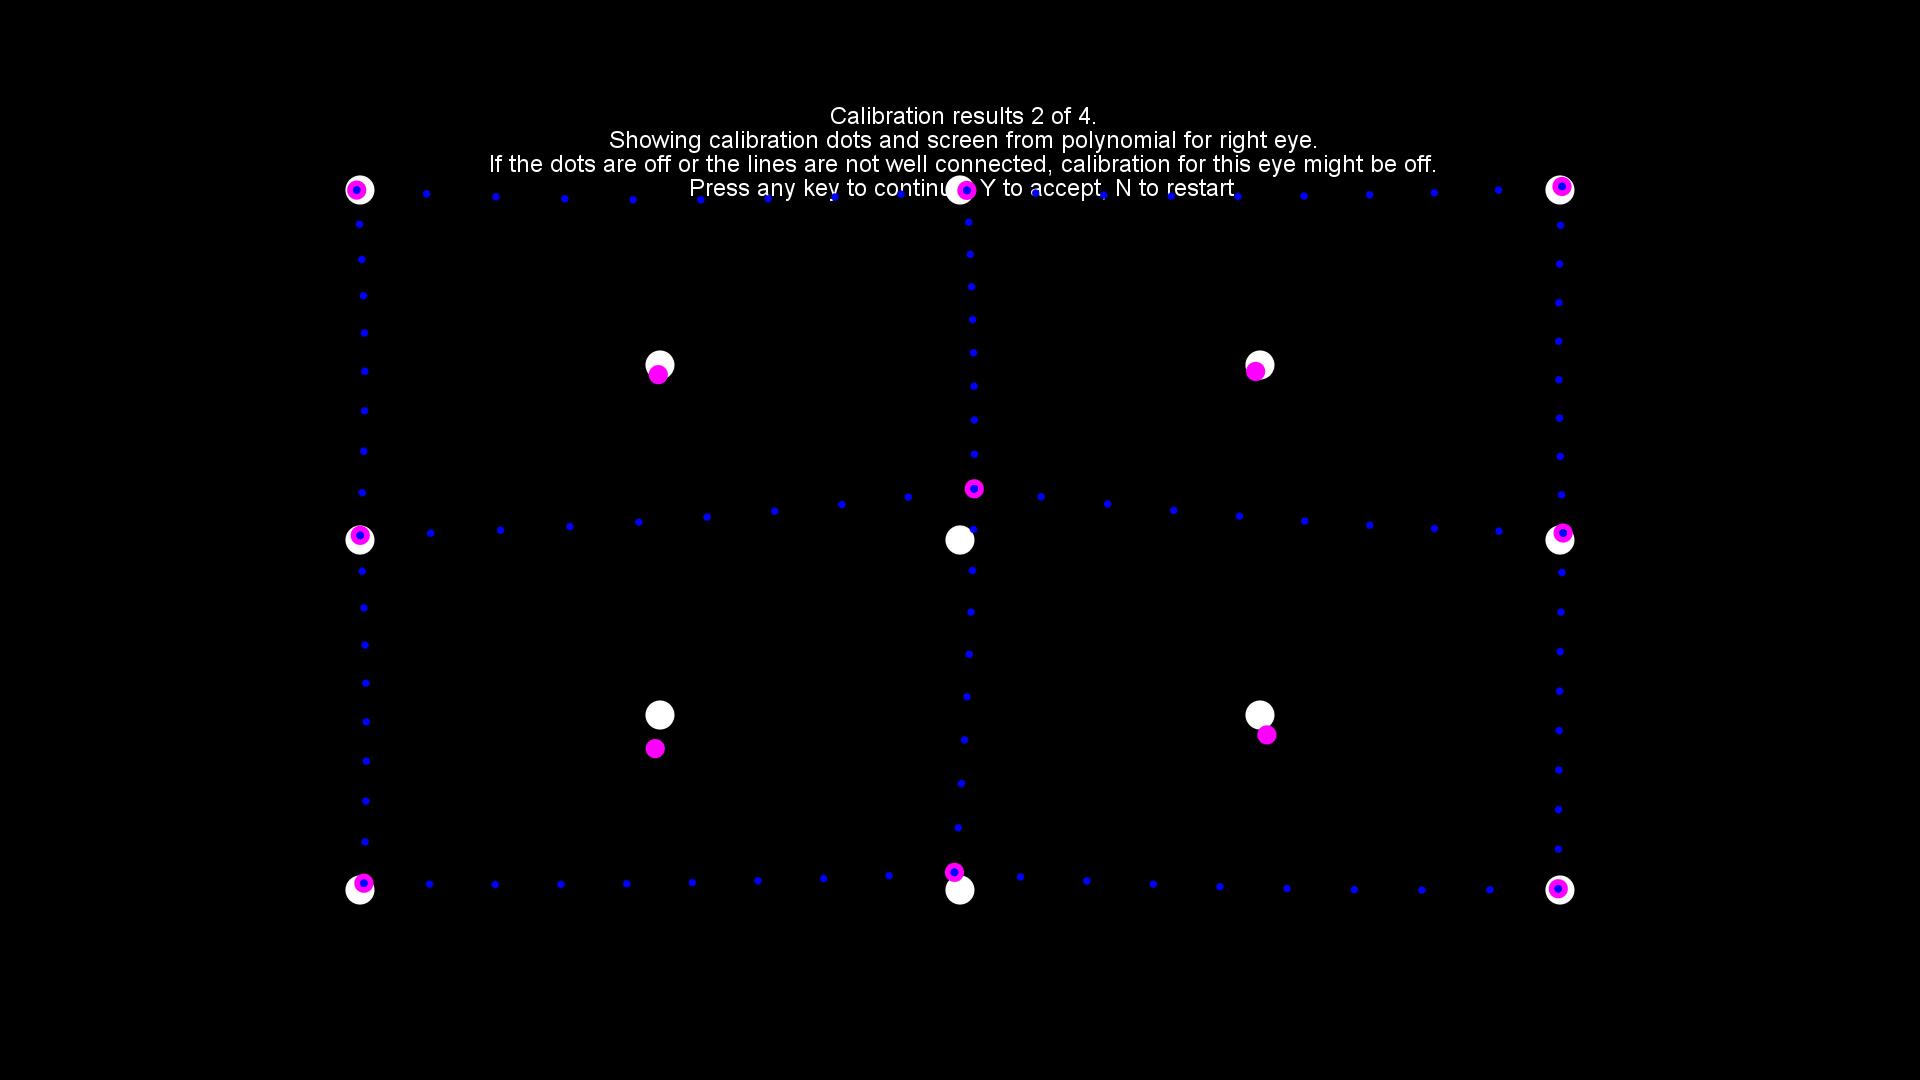 Calibration results 2 of 4.
Showing calibration dots and screen from polynomial for right eye.
If the dots are off or the lines are not well connected, calibration for this eye might be off.
Press any key to continue, Y to accept, N to restart.